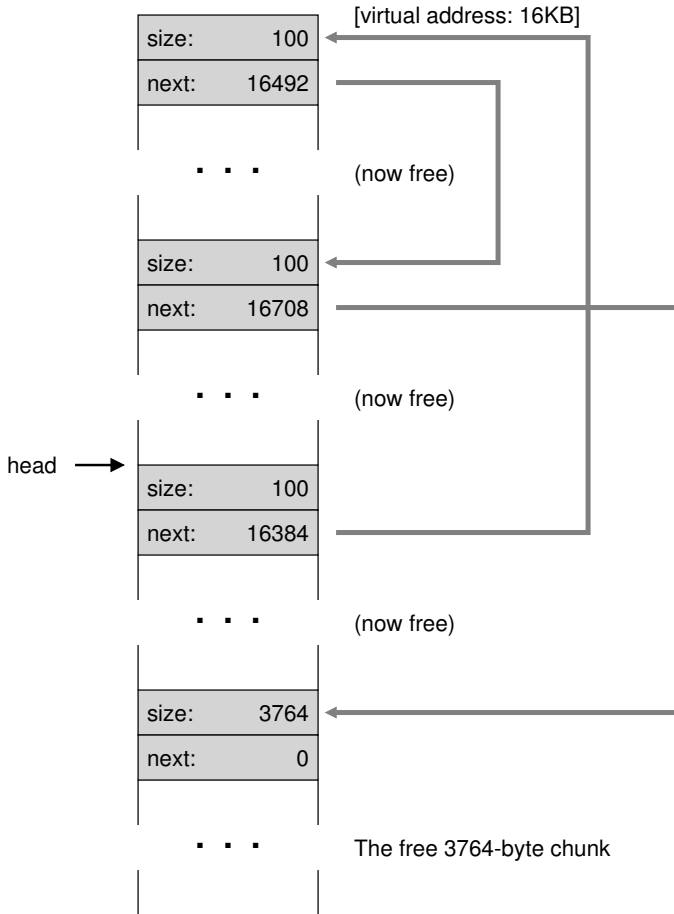 [virtual address: 16KB]
size: 100
next: 16492
. . .
(now free)
size: 100
next: 16708
. . .
(now free)
head
size: 100
next: 16384
. . .
(now free)
size: 3764
next: 0
. . .
The free 3764-byte chunk